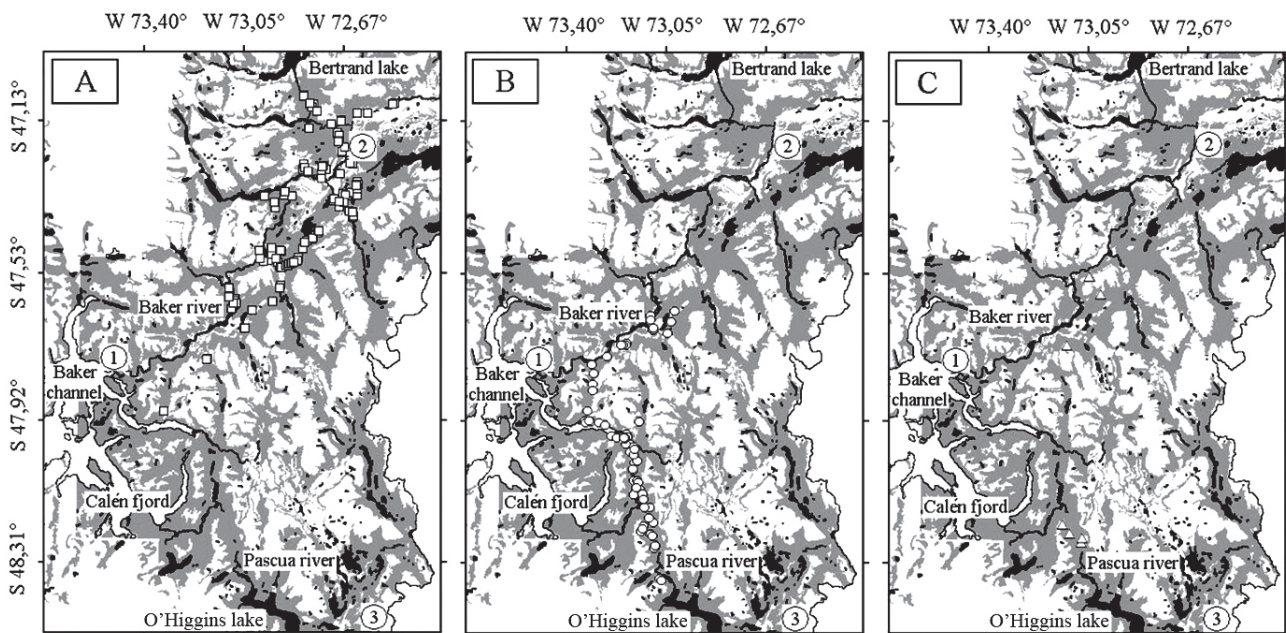 W 73,40° W 73,05° W 72,67° W 73,40° W 73,05° W 72,67° W 73,40° W 73,05° W 72,67°
A Bertrand lake B Bertrand lake C Bertrand lake
S 47,13°
2 2 2
S 47,53°
Baker river Baker river Baker river
1 1 1
Baker channel Baker channel Baker channel
S 47,92°
Calén fjord Calén fjord Calén fjord
S 48,31°
Pascua river Pascua river Pascua river
O'Higgins lake 3 O'Higgins lake 3 O'Higgins lake 3